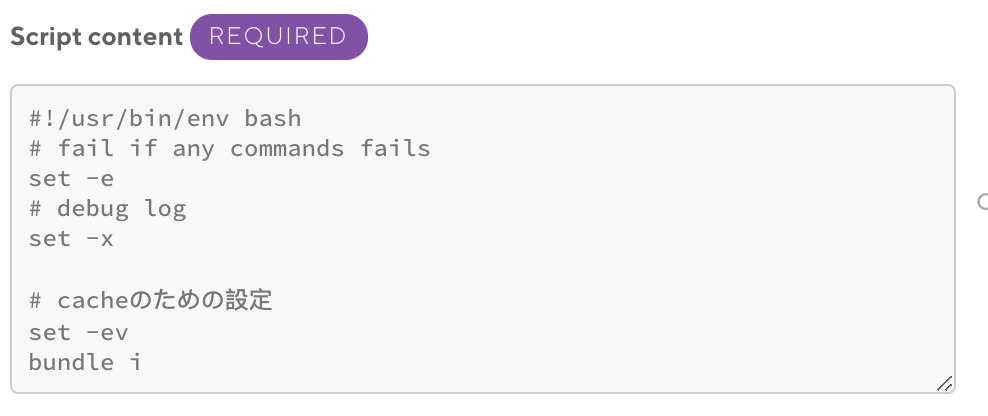 Script content REQUIRED
#!/usr/bin/env bash
# fail if any commands fails
set -e
# debug log
set -x
# cacheのための設定
set -ev
bundle i